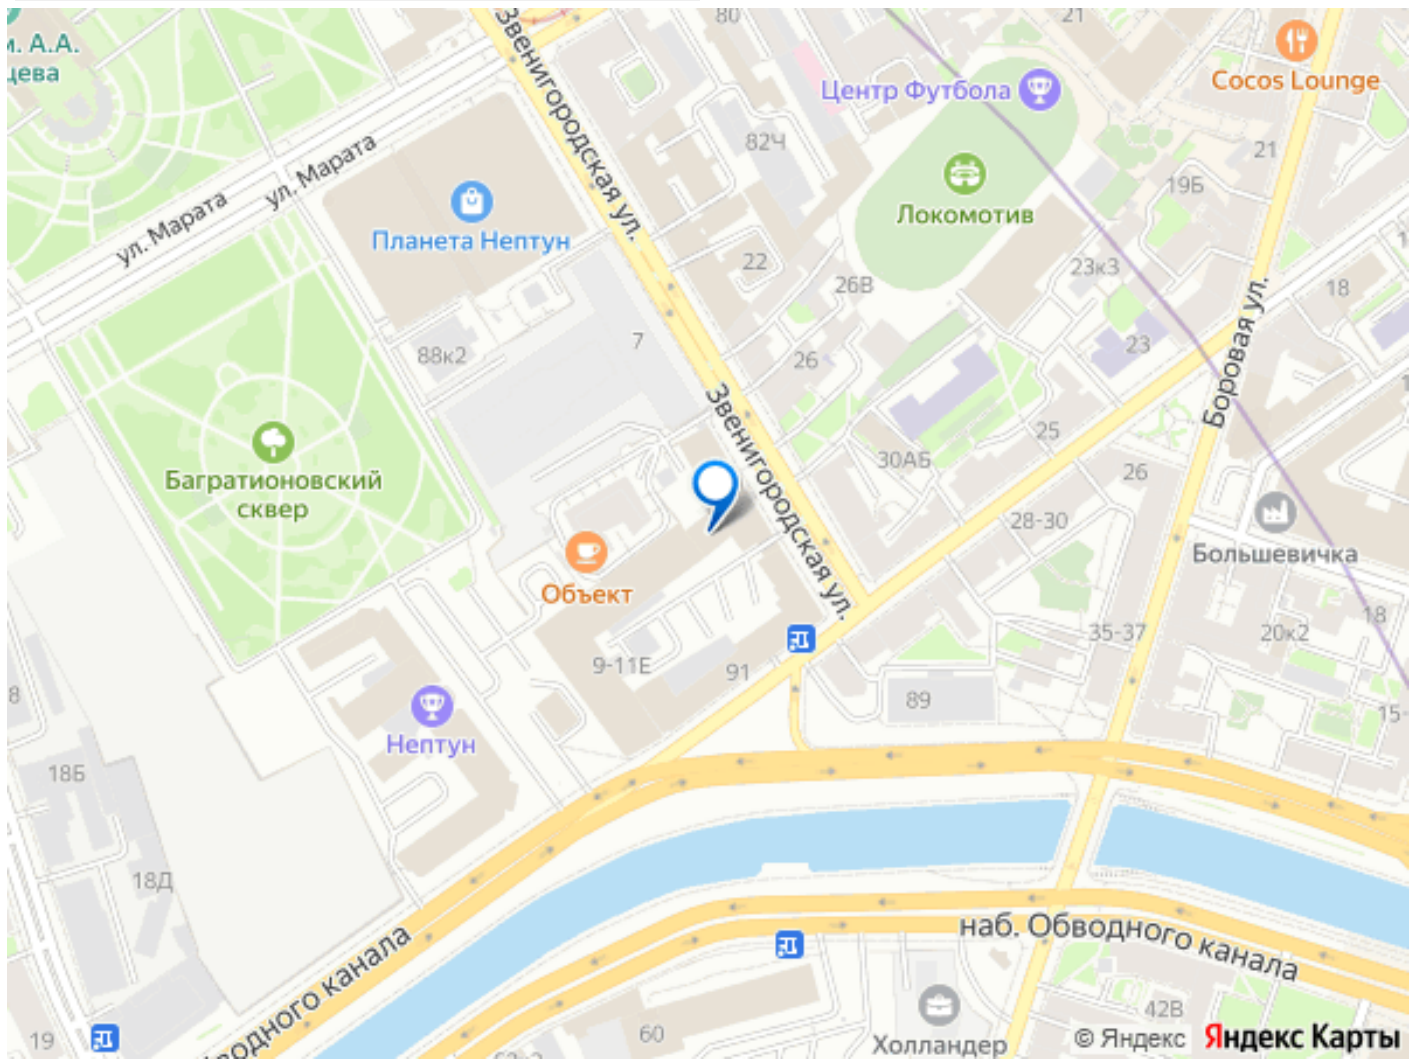 80
21
м. А.А.
цева
Звенигородская ул.
Cocos Lounge
Центр Футбола
82Ч
21
ул. Марата
ул. Марата
19Б
Планета Нептун
Локомотив
22
26В
23к3
18
7
88к2
26
23
Боровая ул.
Звенигородская ул.
25
30АБ
26
Багратионовский
сквер
28-30
Большевичка
Объект
18
35-37
20к2
9-11Е
91
89
8
15-
Нептун
18Б
18Д
наб. Обводного канала
водного канала
19
60
42В
Холландер
© Яндекс Яндекс Карты